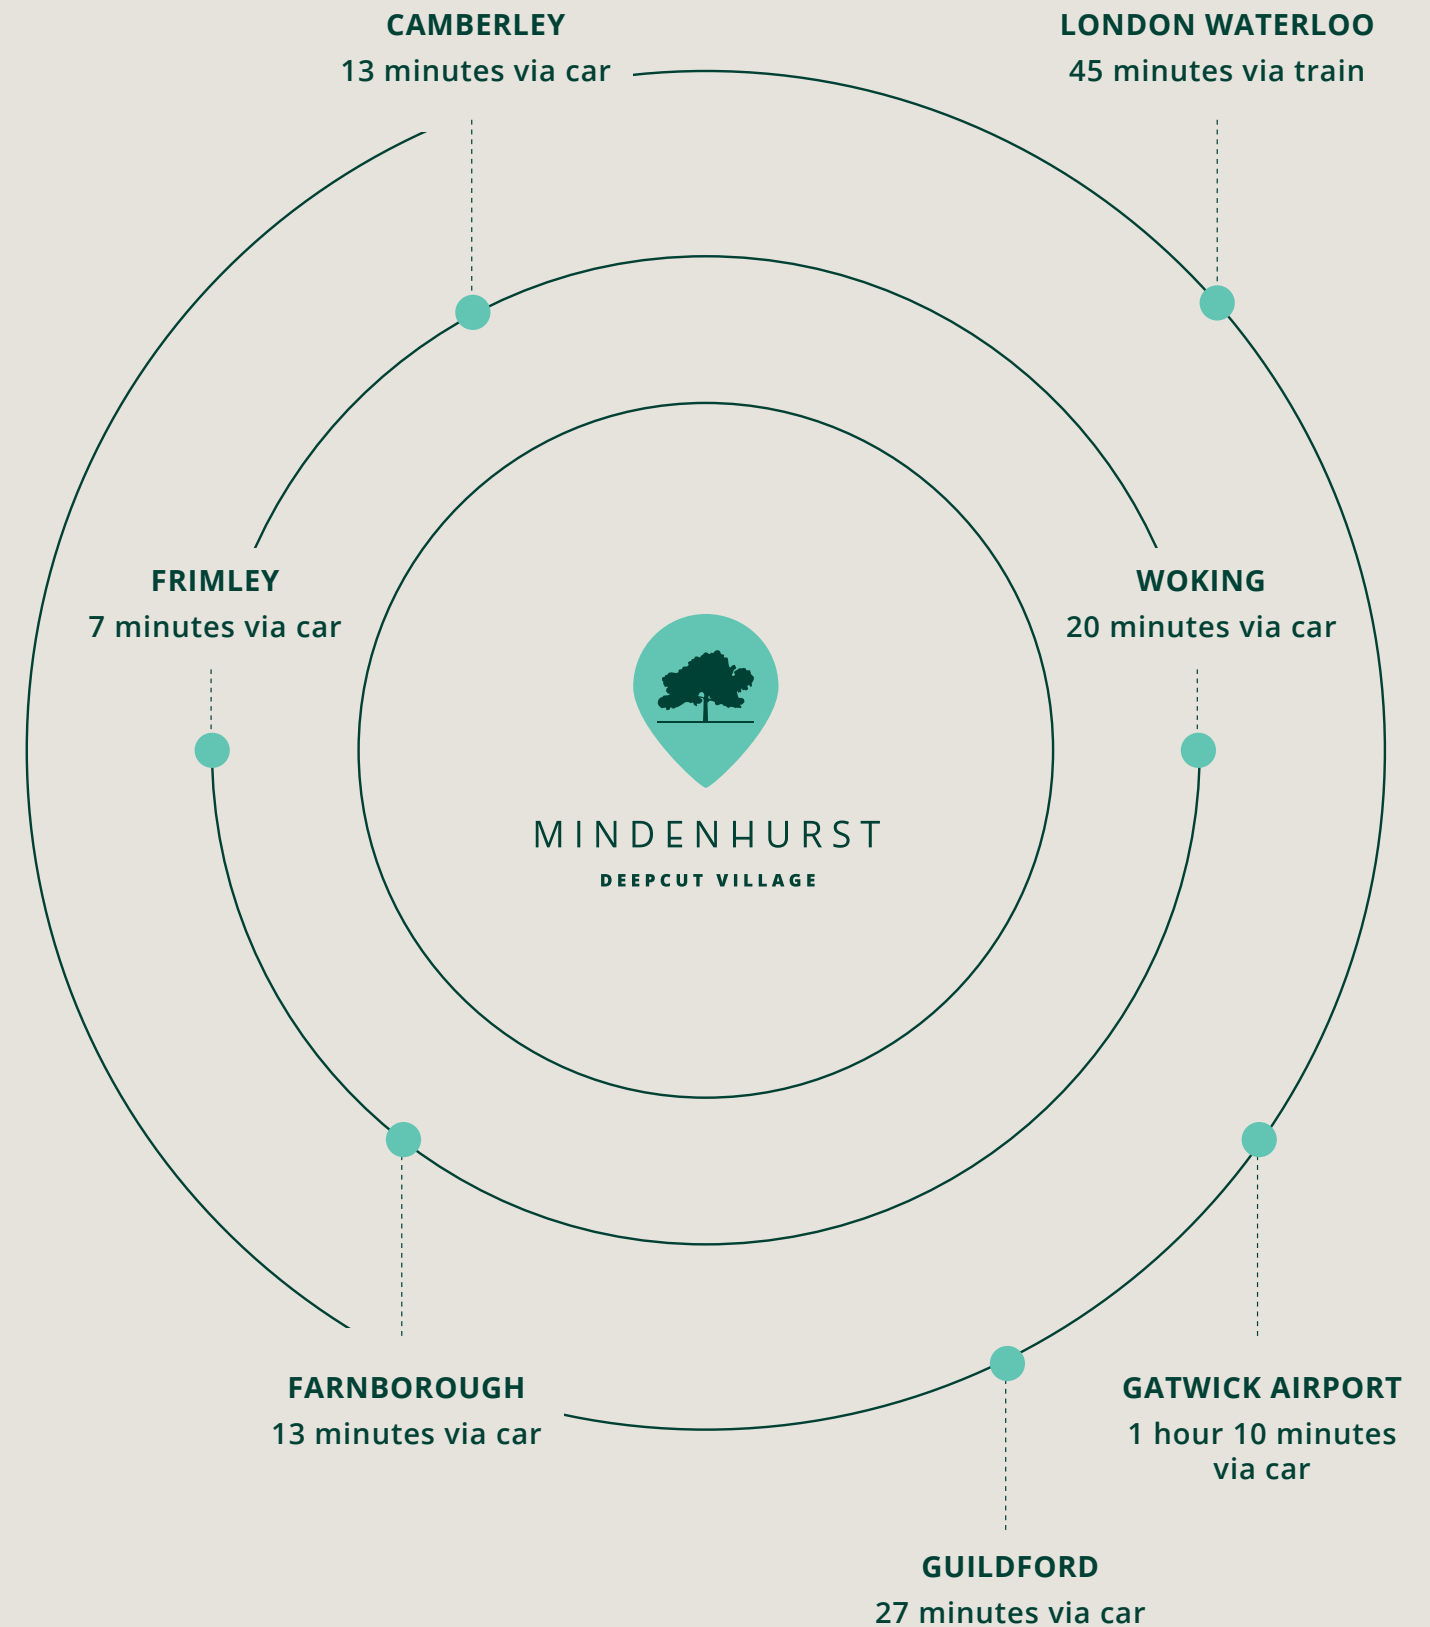 CAMBERLEY
13 minutes via car
LONDON WATERLOO
45 minutes via train
FRIMLEY
7 minutes via car
WOKING
20 minutes via car
MINDENHURST
DEEPCUT VILLAGE
FARNBOROUGH
13 minutes via car
GATWICK AIRPORT
1 hour 10 minutes
via car
GUILDFORD
27 minutes via car